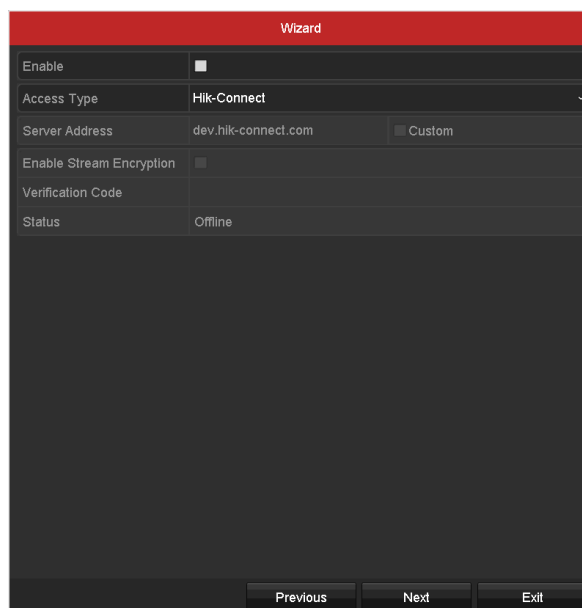 Wizard
Enable
Access Type Hik-Connect
Server Address dev.hik-connect.com Custom
Enable Stream Encryption
Verification Code
Status Offline
Previous Next Exit